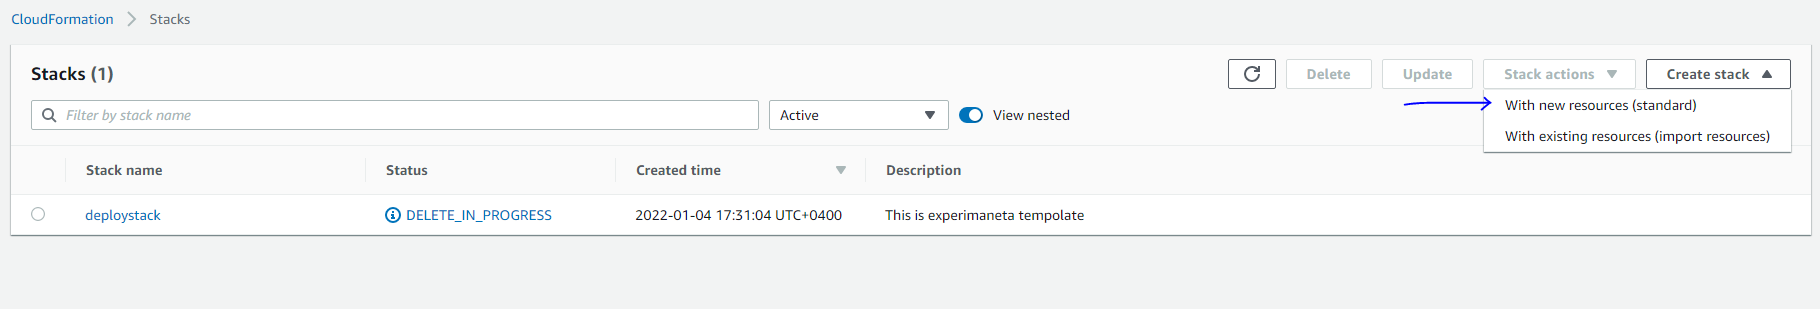 CloudFormation > Stacks
Stacks (1)
Delete
Update
Stack actions
Create stack
Filter by stack name
Active
View nested
With new resources (standard)
With existing resources (import resources)
Stack name Status Created time Description
deploystack DELETE_IN_PROGRESS 2022-01-04 17:31:04 UTC+0400 This is experimaneta tempolate